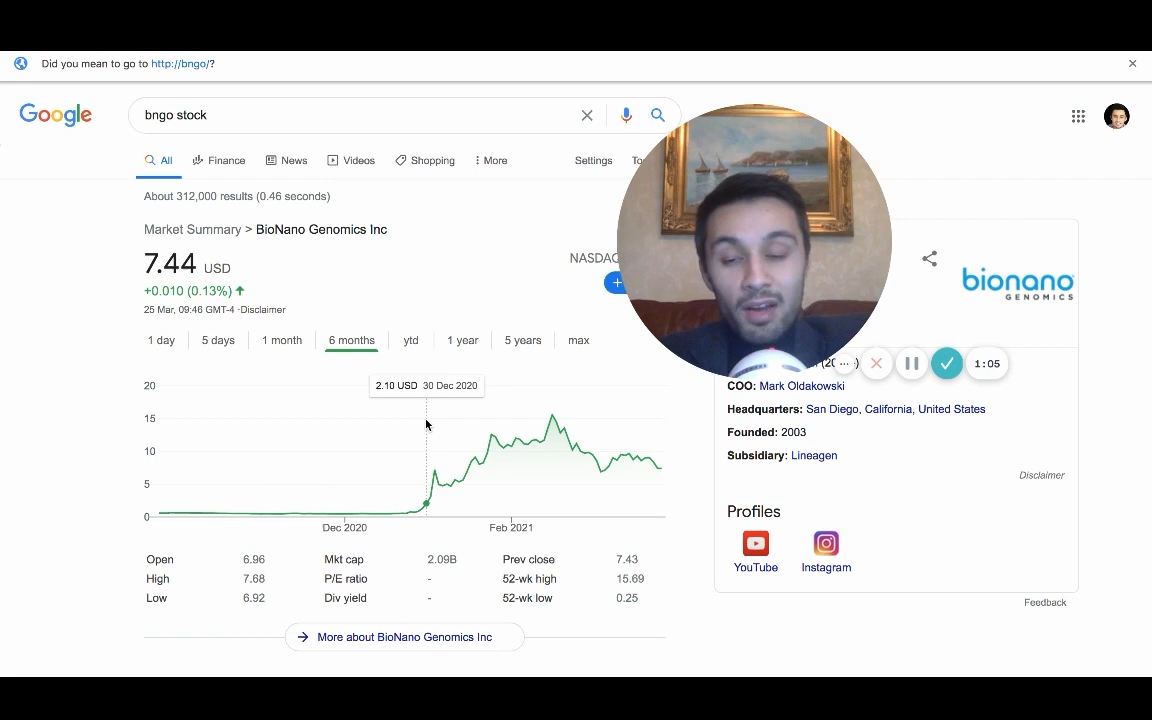 Did you mean to go to http://bngo/?
Google
bngo stock
All
Finance
News
Videos
Shopping
More
Settings
About 312,000 results (0.46 seconds)
Market Summary > BioNano Genomics Inc
7.44 USD
NASDAQ
+0.010 (0.13%)
25 Mar, 09:46 GMT-4 ·Disclaimer
1 day
5 days
1 month
6 months
ytd
1 year
5 years
max
2.10 USD 30 Dec 2020
20
15
10
5
0
Dec 2020
Feb 2021
Open 6.96 Mkt cap 2.09B Prev close 7.43
High 7.68 P/E ratio - 52-wk high 15.69
Low 6.92 Div yield - 52-wk low 0.25
More about BioNano Genomics Inc
bionano
GENOMICS
1:05
COO: Mark Oldakowski
Headquarters: San Diego, California, United States
Founded: 2003
Subsidiary: Lineagen
Disclaimer
Profiles
YouTube
Instagram
Feedback